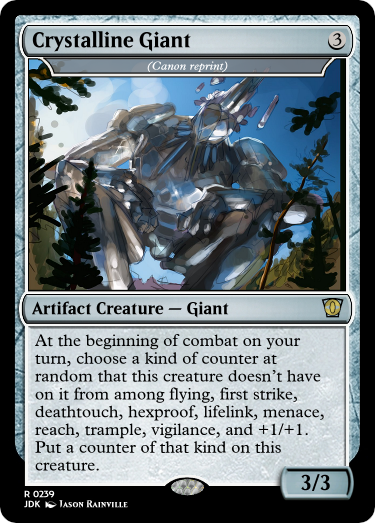 Crystalline Giant 3
(Canon reprint)
Artifact Creature — Giant
At the beginning of combat on your
turn, choose a kind of counter at
random that this creature doesn't have
on it from among flying, first strike,
deathtouch, hexproof, lifelink, menace,
reach, trample, vigilance, and +1/+1.
Put a counter of that kind on this
creature.
3/3
R 0239
JDK Jason Rainville